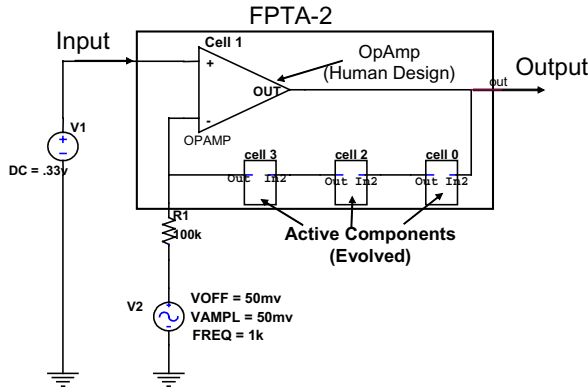 FPTA-2
Input
Cell 1
+
OpAmp
(Human Design)
OUT
-
OPAMP
out
Output
V1
+
-
DC = .33v
cell 3
cell 2
cell 0
Out In2
Out In2
Out In2
R1
100k
Active Components
(Evolved)
V2
+
-
VOFF = 50mv
VAMPL = 50mv
FREQ = 1k